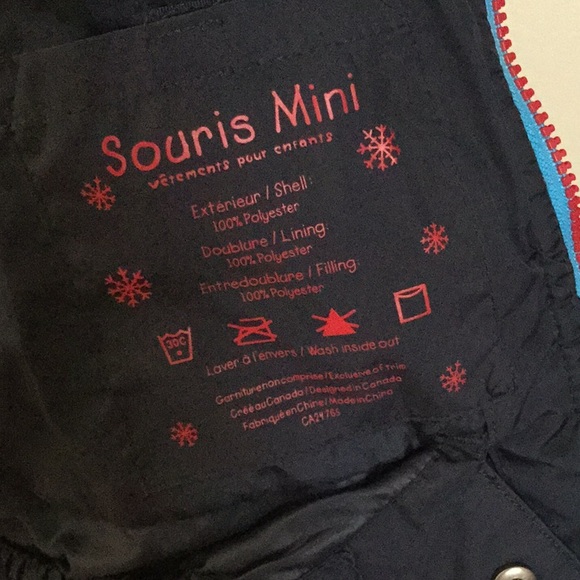 Souris Mini
vêtements pour enfants
Extérieur / Shell:
100% Polyester
Doublure / Lining:
100% Polyester
Entredoublure / Filling:
100% Polyester
30C
Laver à l'envers / Wash inside out
Garniture non comprise / Exclusive of Trim
Créé au Canada / Designed in Canada
Fabriqué en Chine / Made in China
CA24765